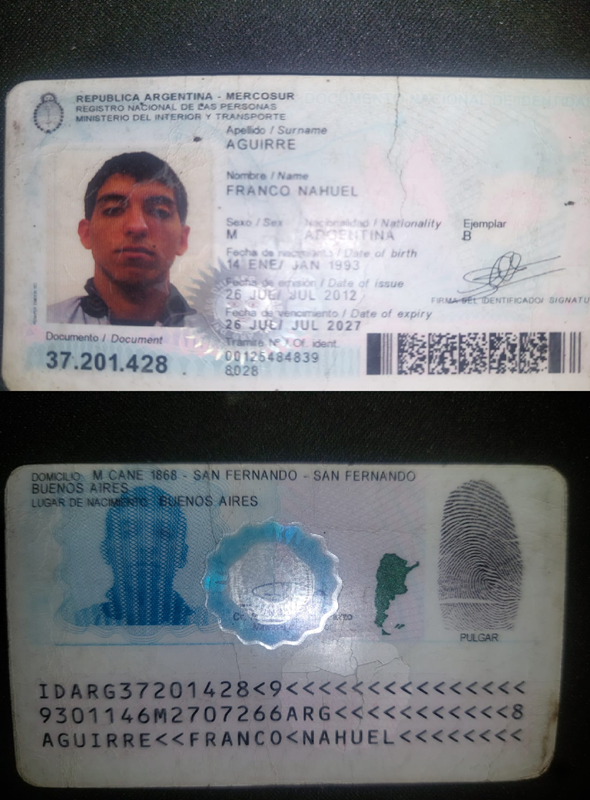 REPUBLICA ARGENTINA - MERCOSUR
REGISTRO NACIONAL DE LAS PERSONAS
MINISTERIO DEL INTERIOR Y TRANSPORTE
Apellido / Surname
AGUIRRE
Nombre / Name
FRANCO NAHUEL
Sexo / Sex Nacionalidad / Nationality Ejemplar
M ARGENTINA B
Fecha de nacimiento / Date of birth
14 ENE/ JAN 1993
Fecha de emisión / Date of issue
26 JUL/ JUL 2012
FIRMA DEL IDENTIFICADO/ SIGNATU
Fecha de vencimiento / Date of expiry
26 JUL/ JUL 2027
Documento / Document
37.201.428
Trámite Nº / Of. ident.
00125484839
8028
DOMICILIO: M CANE 1868 - SAN FERNANDO - SAN FERNANDO
BUENOS AIRES
LUGAR DE NACIMIENTO: BUENOS AIRES
PULGAR
IDARG37201428<9<<<<<<<<<<<<<<<
9301146M2707266ARG<<<<<<<<<<<8
AGUIRRE<<FRANCO<NAHUEL<<<<<<<<